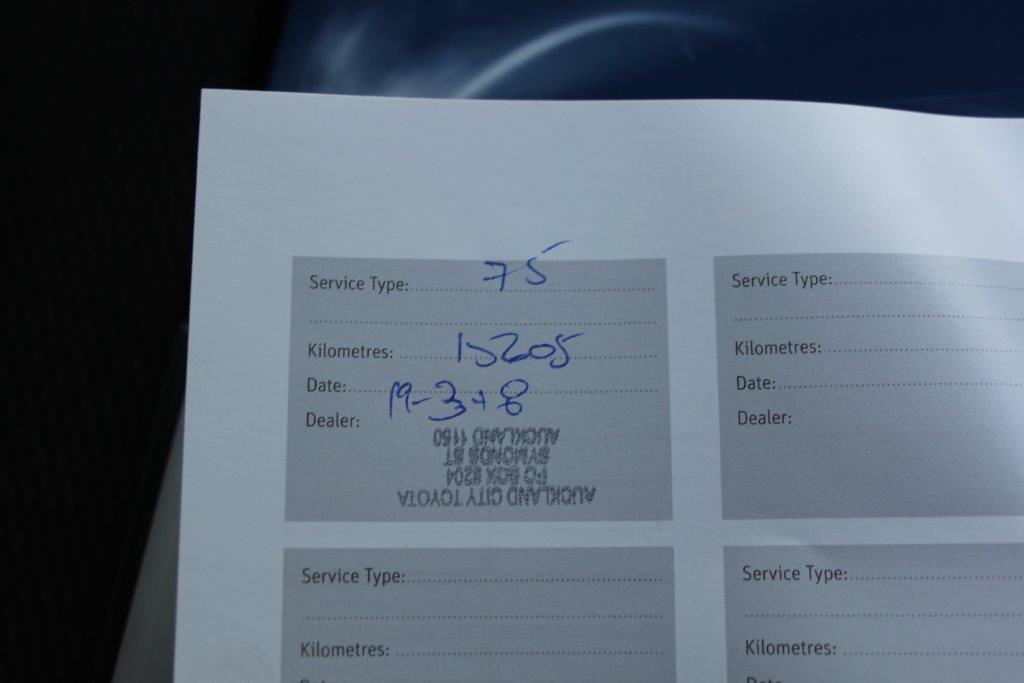 Service Type: 75
Kilometres: 15205
Date: 19-3-18
Dealer:
AUCKLAND CITY TOYOTA
PO BOX 8204
SYMONDS ST
AUCKLAND 1150
Service Type:
Kilometres:
Date:
Dealer:
Service Type:
Kilometres:
Service Type:
Kilometres: